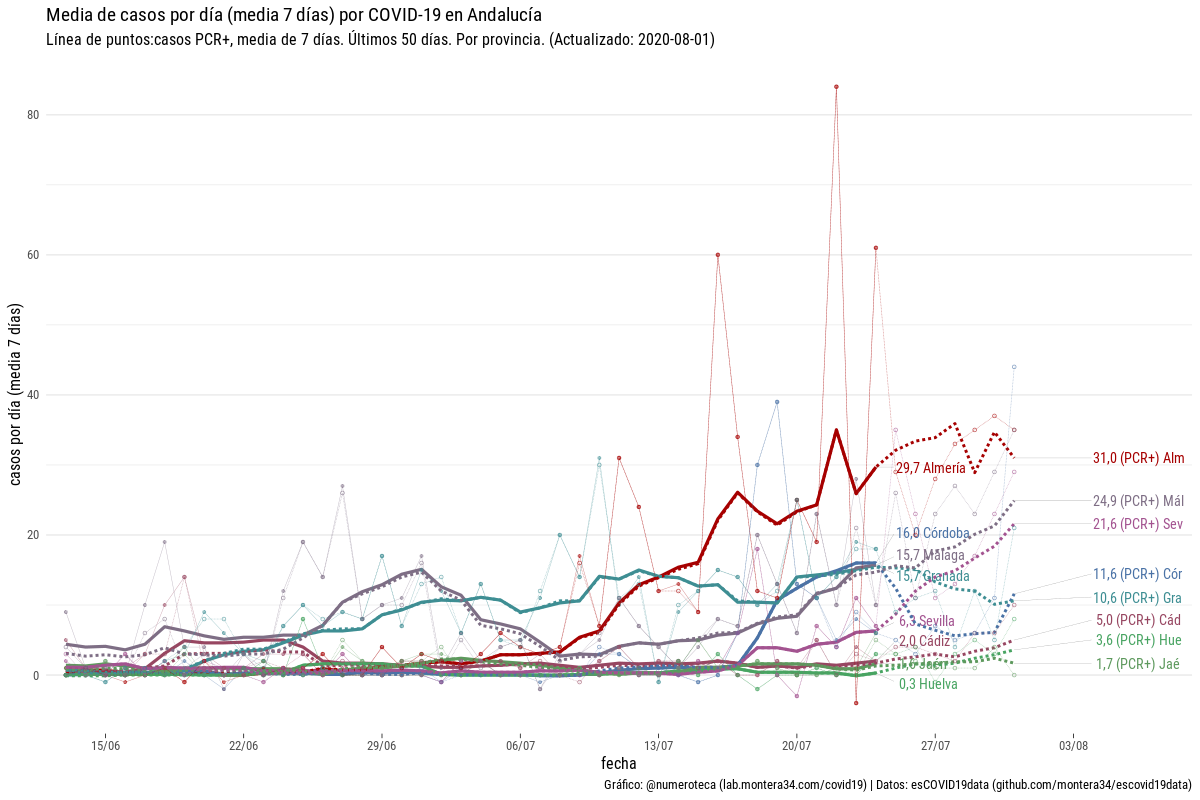 Media de casos por día (media 7 días) por COVID-19 en Andalucía
Línea de puntos:casos PCR+, media de 7 días. Últimos 50 días. Por provincia. (Actualizado: 2020-08-01)
casos por día (media 7 días)
80
60
40
20
0
29,7 Almería
16,0 Córdoba
15,7 Málaga
15,7 Granada
6,3 Sevilla
2,0 Cádiz
Jaén
0,3 Huelva
31,0 (PCR+) Alm
24,9 (PCR+) Mál
21,6 (PCR+) Sev
11,6 (PCR+) Cór
10,6 (PCR+) Gra
5,0 (PCR+) Cád
3,6 (PCR+) Hue
1,7 (PCR+) Jaé
15/06
22/06
29/06
06/07
13/07
20/07
27/07
03/08
fecha
Gráfico: @numeroteca (lab.montera34.com/covid19) | Datos: esCOVID19data (github.com/montera34/escovid19data)